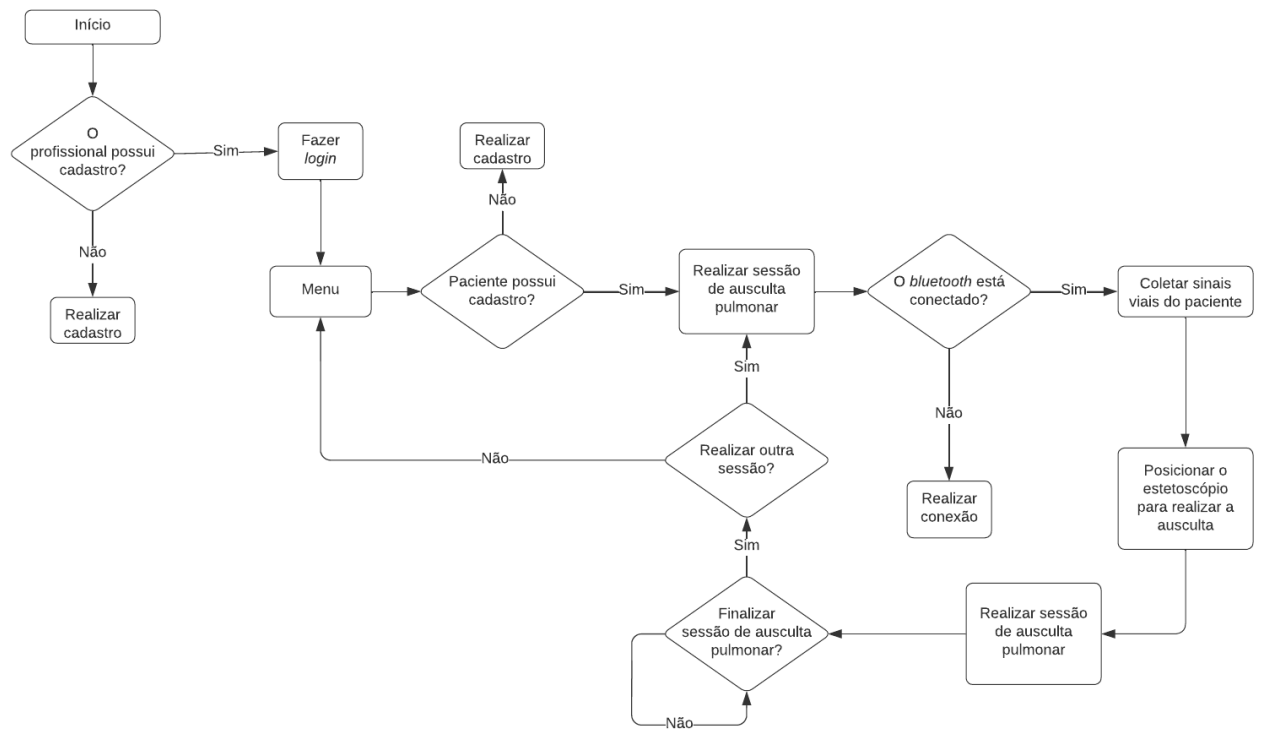 Início
O
profissional possui
cadastro?
Sim
Fazer
login
Não
Realizar
cadastro
Menu
Paciente possui
cadastro?
Não
Realizar
cadastro
Sim
Realizar sessão
de ausculta
pulmonar
O bluetooth está
conectado?
Não
Realizar
conexão
Sim
Coletar sinais
viais do paciente
Posicionar o
estetoscópio
para realizar a
ausculta
Realizar sessão
de ausculta
pulmonar
Finalizar
sessão de ausculta
pulmonar?
Não
Sim
Realizar outra
sessão?
Sim
Não